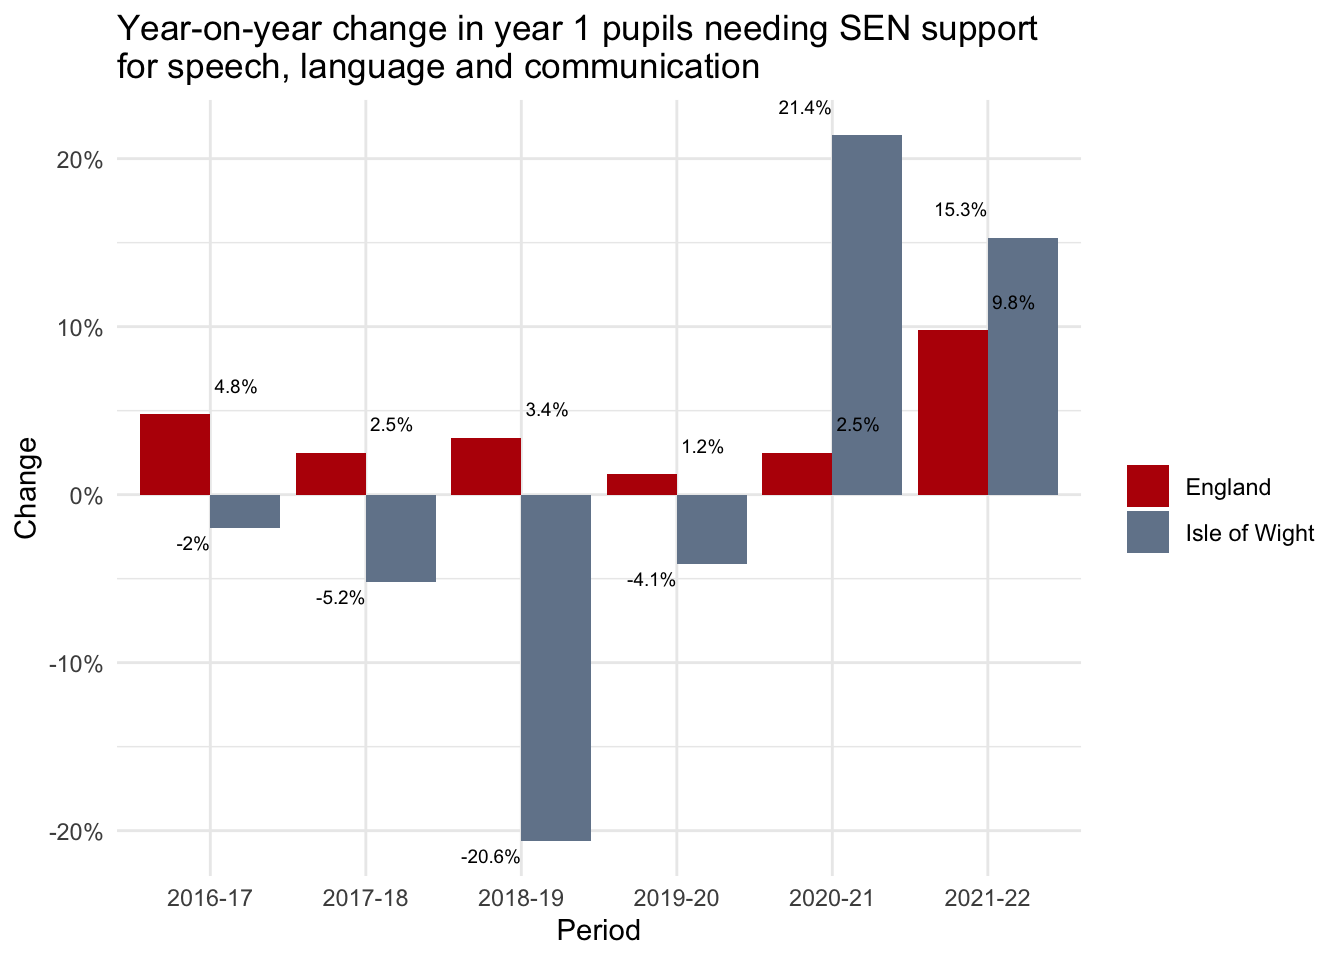 Year-on-year change in year 1 pupils needing SEN support
for speech, language and communication
21.4%
20%
15.3%
9.8%
10%
4.8%
3.4%
2.5%
2.5%
1.2%
Change
0%
England
Isle of Wight
-2%
-4.1%
-5.2%
-10%
-20%
-20.6%
2016-17 2017-18 2018-19 2019-20 2020-21 2021-22
Period